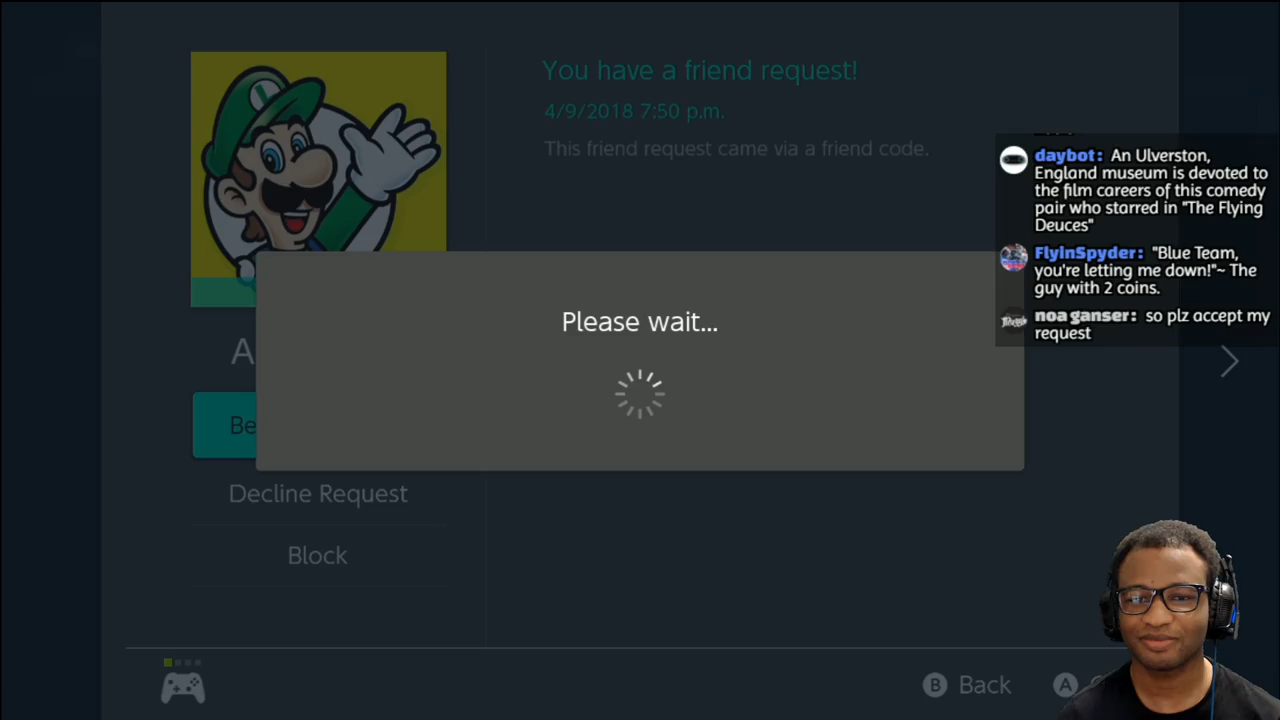 You have a friend request!
4/9/2018 7:50 p.m.
This friend request came via a friend code.
daybot: An Ulverston,
England museum is devoted to
the film careers of this comedy
pair who starred in "The Flying
Deuces"
FlyinSpyder: "Blue Team,
you're letting me down!"~ The
guy with 2 coins.
noa ganser: so plz accept my
request
Please wait...
A
Be
Decline Request
Block
B Back
A